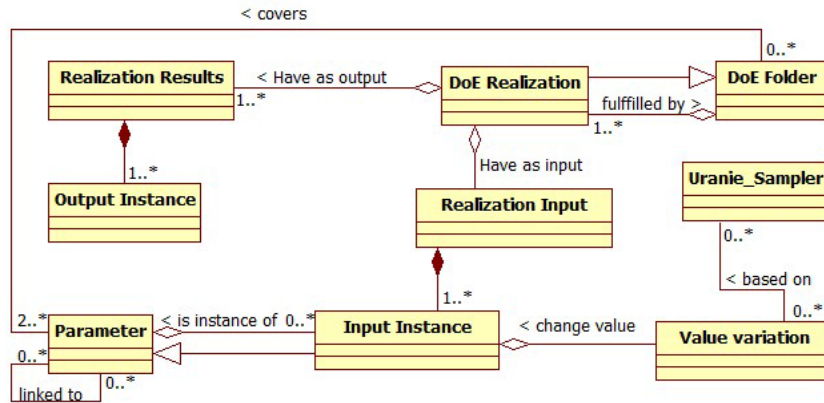 < covers
0..*
Realization Results
< Have as output
DoE Realization
DoE Folder
1..*
fulffilled by >
1..*
Have as input
1..*
Output Instance
Realization Input
Uranie_Sampler
0..*
< based on
1..*
0..*
2..*
Parameter
< is instance of 0..*
Input Instance
< change value
Value variation
0..*
0..*
linked to